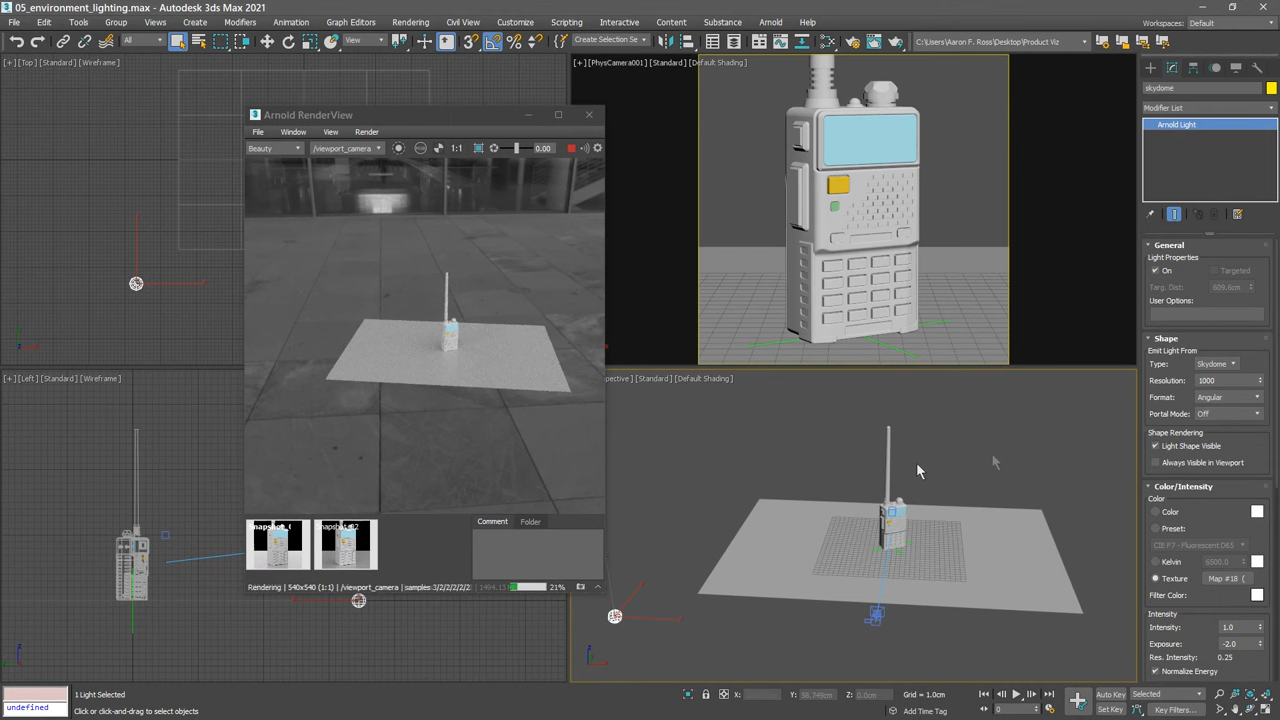 05_environment_lighting.max - Autodesk 3ds Max 2021
File Edit Tools Group Views Create Modifiers Animation Graph Editors Rendering Civil View Customize Scripting Interactive Content Substance Arnold Help
Workspaces: Default
All View Create Selection Se C:\Users\Aaron F. Ross\Desktop\Product Viz
[+] [Top] [Standard] [Wireframe]
[+] [PhysCamera001] [Standard] [Default Shading]
skydome
Modifier List
Arnold Light
Arnold RenderView
File Window View Render
Beauty /viewport_camera 1:1 0.00
General
Light Properties
On Targeted
Targ. Dist: 609.6cm
User Options:
Shape
Emit Light From
Type: Skydome
Resolution: 1000
Format: Angular
Portal Mode: Off
Shape Rendering
Light Shape Visible
Always Visible in Viewport
[+] [Left] [Standard] [Wireframe]
spective] [Standard] [Default Shading]
Color/Intensity
Color
Color
Preset:
CIE F7 - Fluorescent D65
Kelvin 6500.0
Texture Map #18 (
Filter Color:
Intensity
Intensity: 1.0
Exposure: -2.0
Res. Intensity: 0.25
Normalize Energy
Comment Folder
Rendering | 540x540 (1:1) | /viewport_camera | samples:3/2/2/2/2/2 | 21%
1 Light Selected
Click or click-and-drag to select objects
undefined
X: Y: 58.749cm Z: 0.0cm Grid = 1.0cm
Add Time Tag
0
Auto Key Selected
Set Key Key Filters...